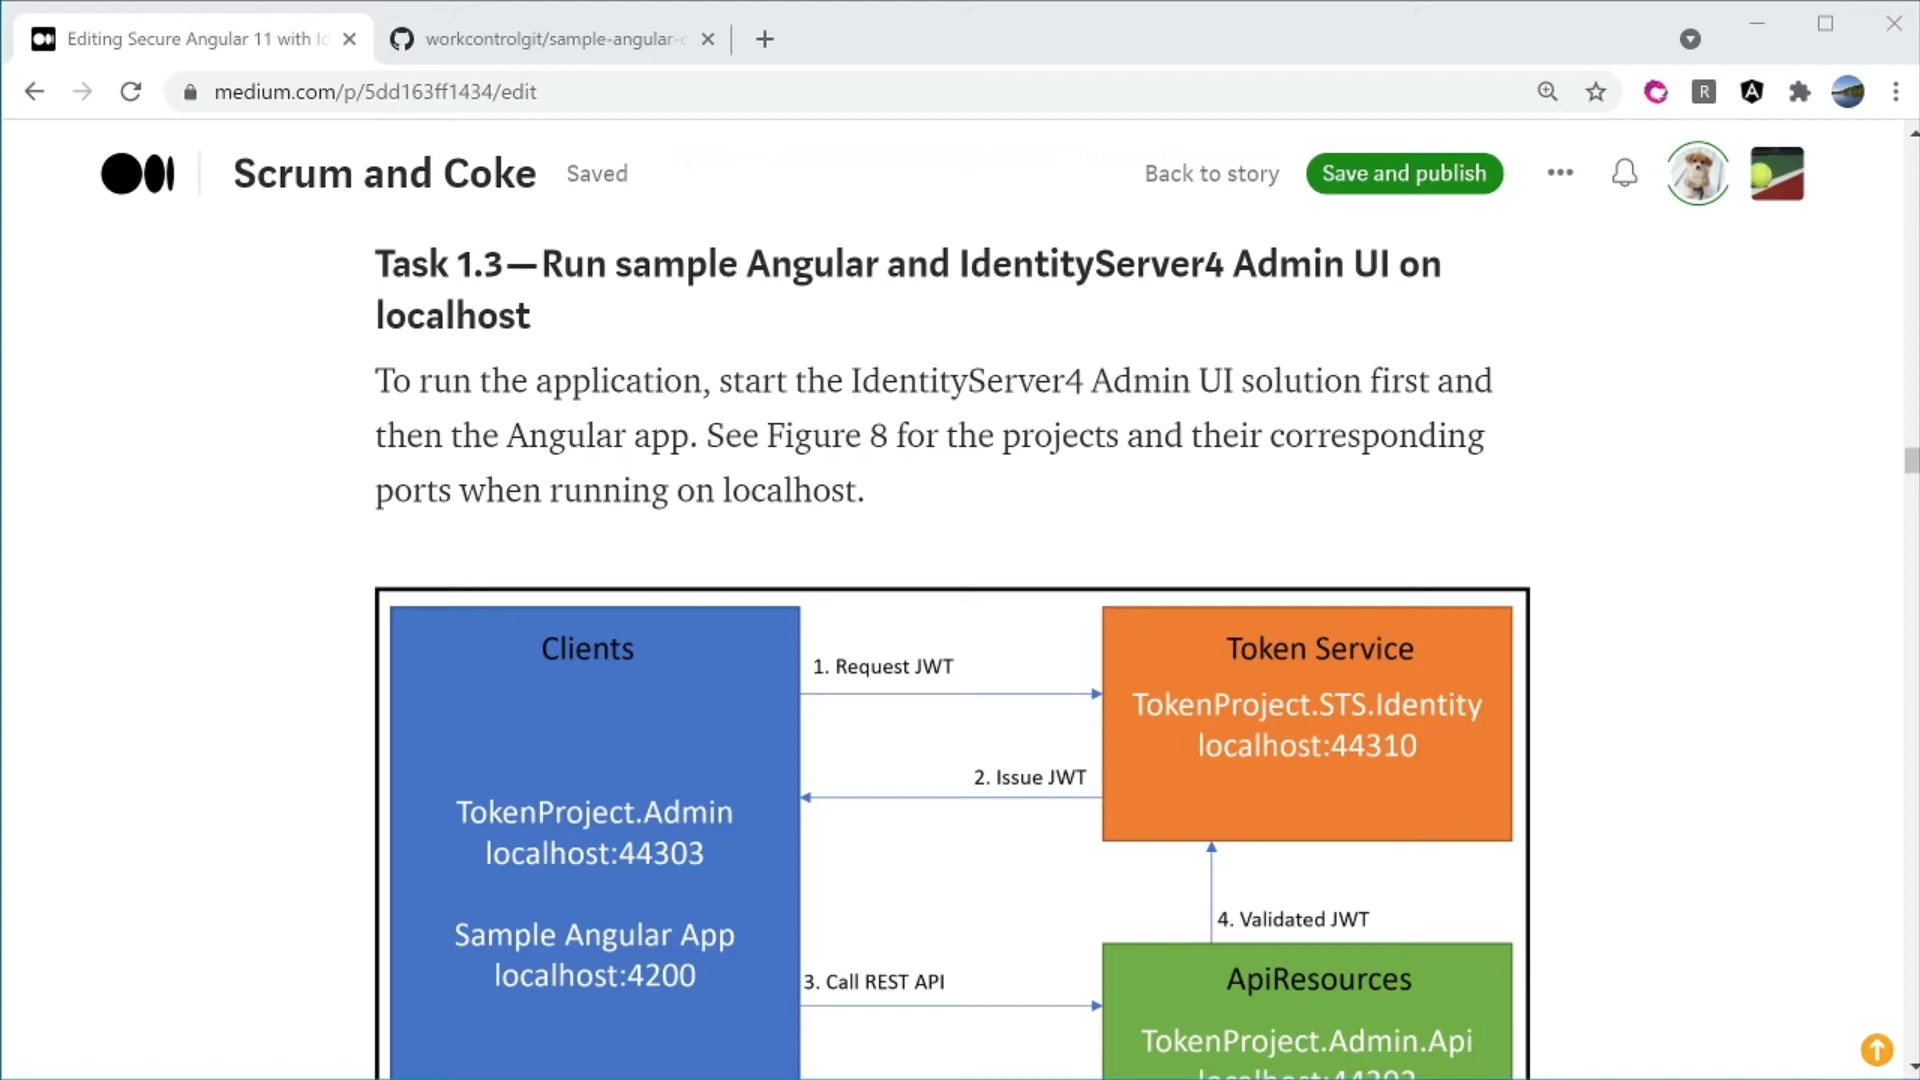 Editing Secure Angular 11 with Id
workcontrolgit/sample-angular-
medium.com/p/5dd163ff1434/edit
R
A
Scrum and Coke
Saved
Back to story
Save and publish
Task 1.3—Run sample Angular and IdentityServer4 Admin UI on
localhost
To run the application, start the IdentityServer4 Admin UI solution first and
then the Angular app. See Figure 8 for the projects and their corresponding
ports when running on localhost.
Clients
1. Request JWT
Token Service
TokenProject.STS.Identity
localhost:44310
2. Issue JWT
TokenProject.Admin
localhost:44303
4. Validated JWT
Sample Angular App
localhost:4200
3. Call REST API
ApiResources
TokenProject.Admin.Api